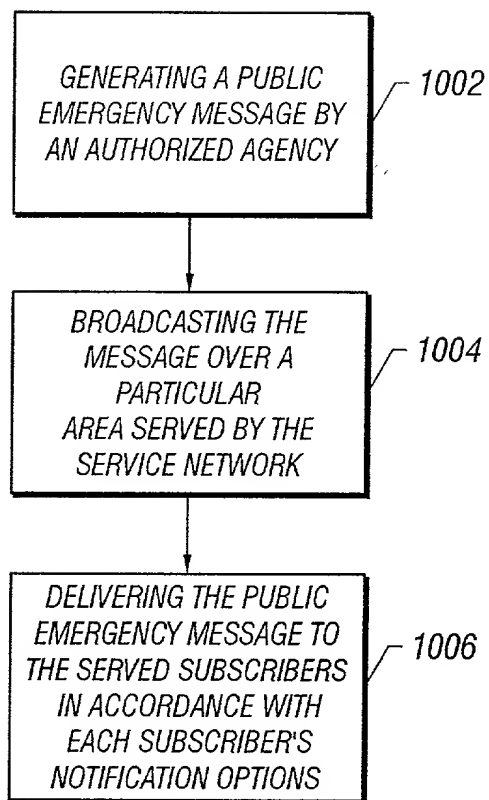 GENERATING A PUBLIC
EMERGENCY MESSAGE BY
AN AUTHORIZED AGENCY
1002
BROADCASTING THE
MESSAGE OVER A
PARTICULAR
AREA SERVED BY THE
SERVICE NETWORK
1004
DELIVERING THE PUBLIC
EMERGENCY MESSAGE TO
THE SERVED SUBSCRIBERS
IN ACCORDANCE WITH
EACH SUBSCRIBER'S
NOTIFICATION OPTIONS
1006